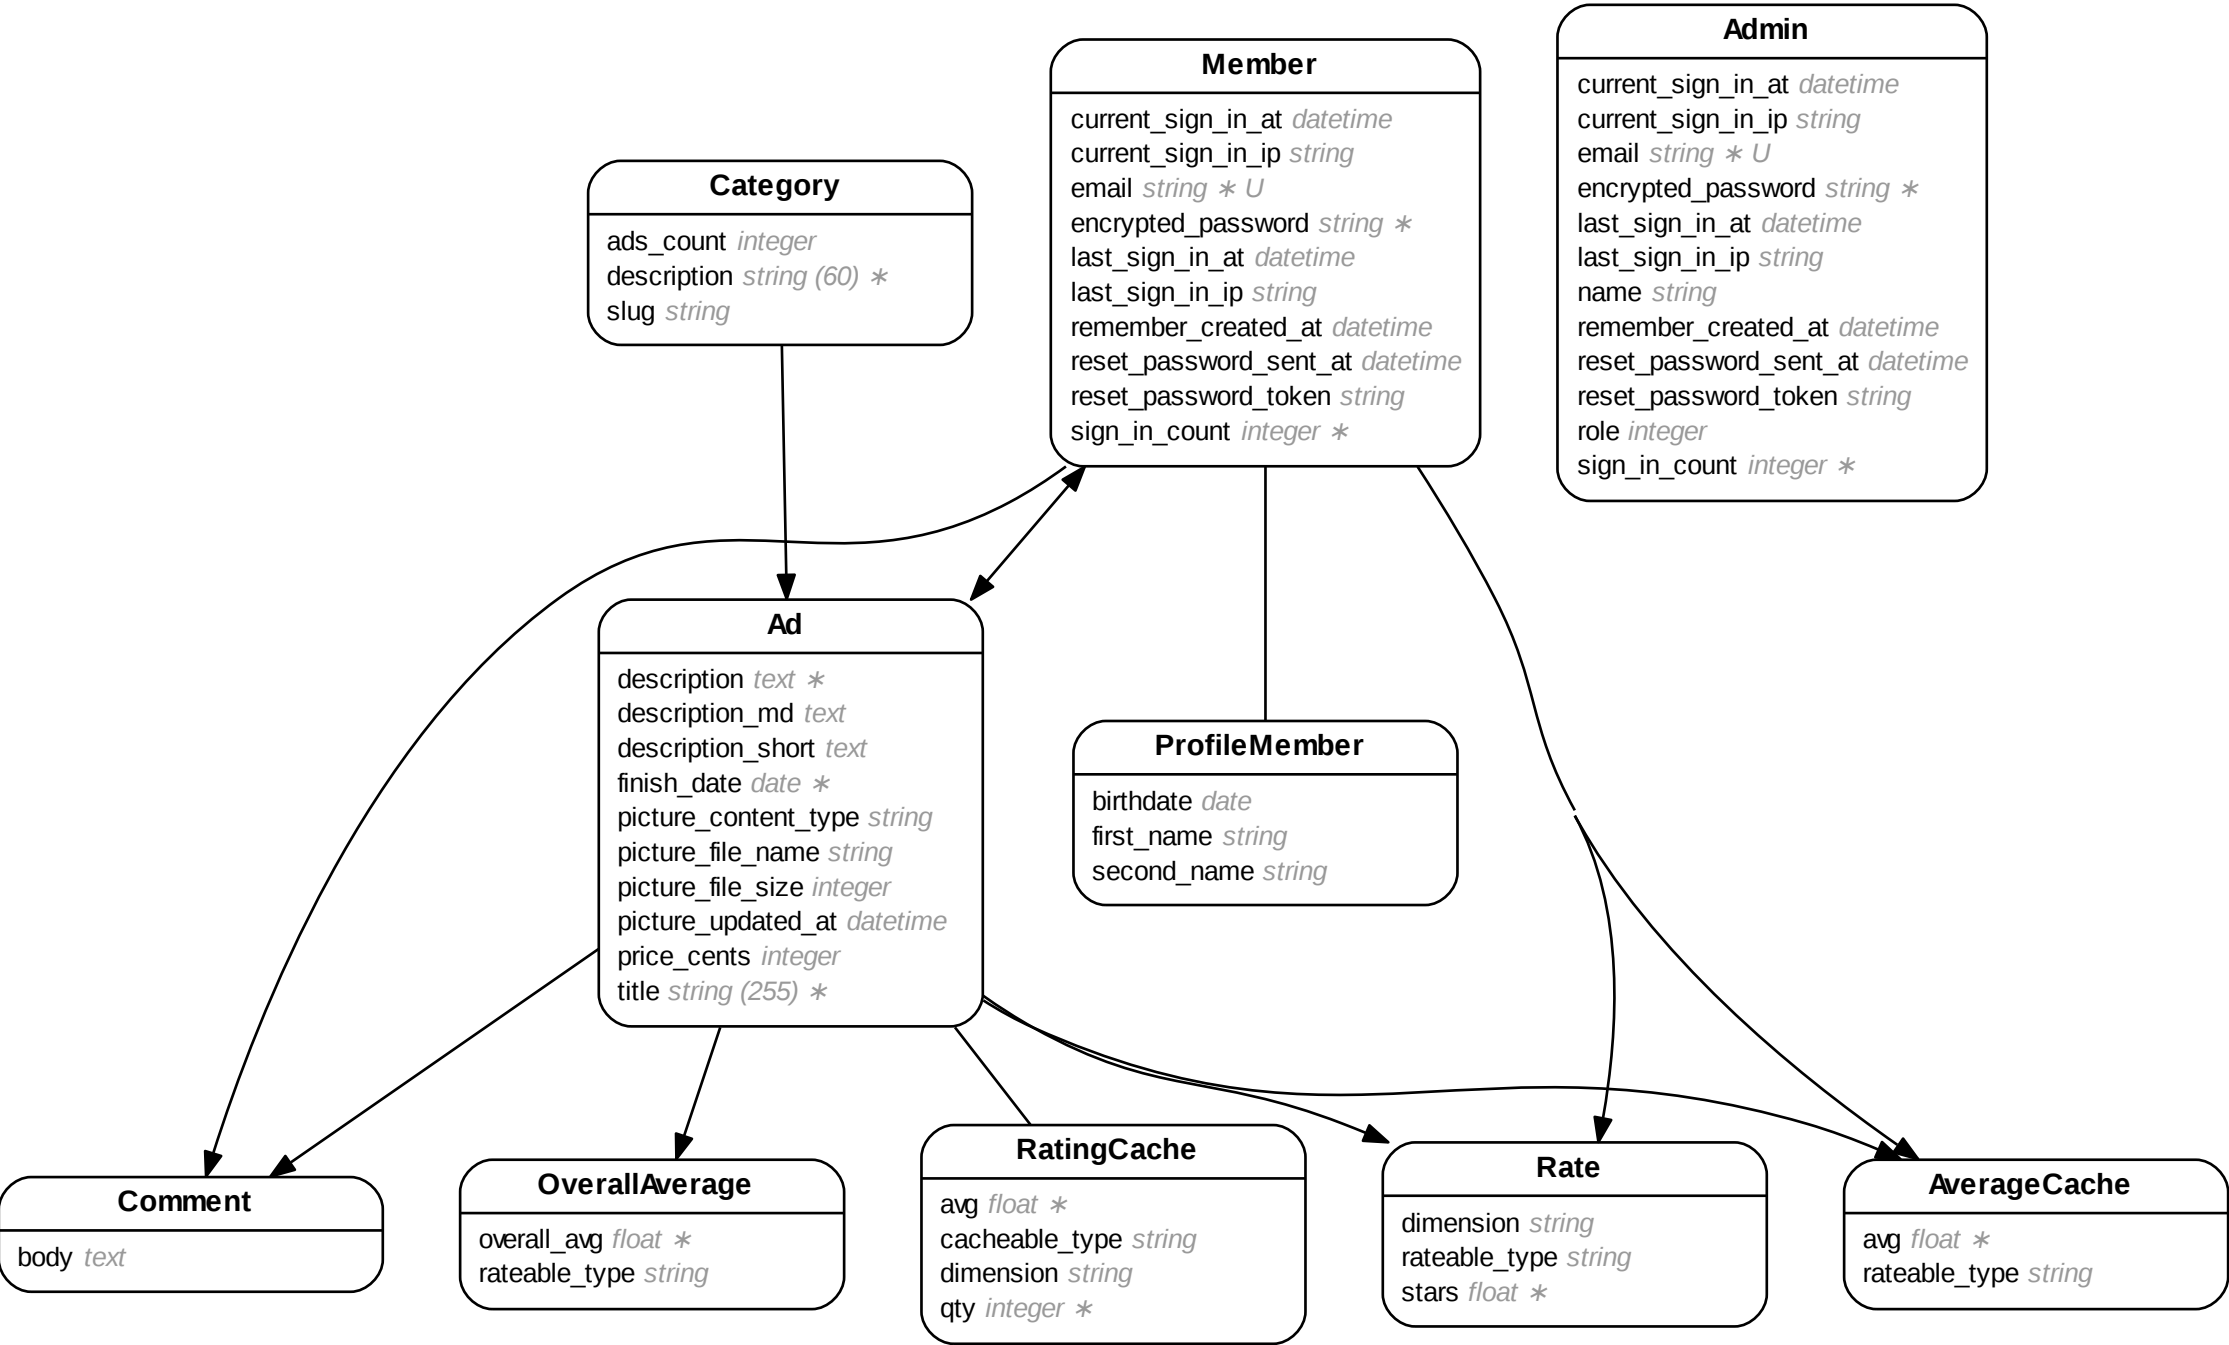 Admin
current_sign_in_at datetime
current_sign_in_ip string
email string ∗ U
encrypted_password string ∗
last_sign_in_at datetime
last_sign_in_ip string
name string
remember_created_at datetime
reset_password_sent_at datetime
reset_password_token string
role integer
sign_in_count integer ∗
Member
current_sign_in_at datetime
current_sign_in_ip string
email string ∗ U
encrypted_password string ∗
last_sign_in_at datetime
last_sign_in_ip string
remember_created_at datetime
reset_password_sent_at datetime
reset_password_token string
sign_in_count integer ∗
Category
ads_count integer
description string (60) ∗
slug string
Ad
description text ∗
description_md text
description_short text
finish_date date ∗
picture_content_type string
picture_file_name string
picture_file_size integer
picture_updated_at datetime
price_cents integer
title string (255) ∗
ProfileMember
birthdate date
first_name string
second_name string
Comment
body text
OverallAverage
overall_avg float ∗
rateable_type string
RatingCache
avg float ∗
cacheable_type string
dimension string
qty integer ∗
Rate
dimension string
rateable_type string
stars float ∗
AverageCache
avg float ∗
rateable_type string